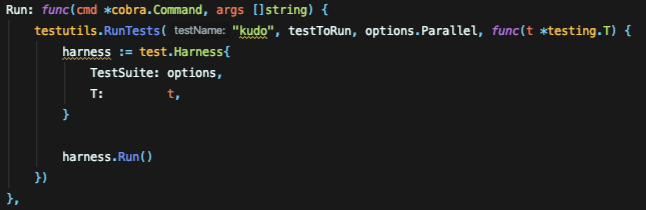 Run: func(cmd *cobra.Command, args []string) {
    testutils.RunTests( testName: "kudo", testToRun, options.Parallel, func(t *testing.T) {
        harness := test.Harness{
            TestSuite: options,
            T:         t,
        }

        harness.Run()
    })
},